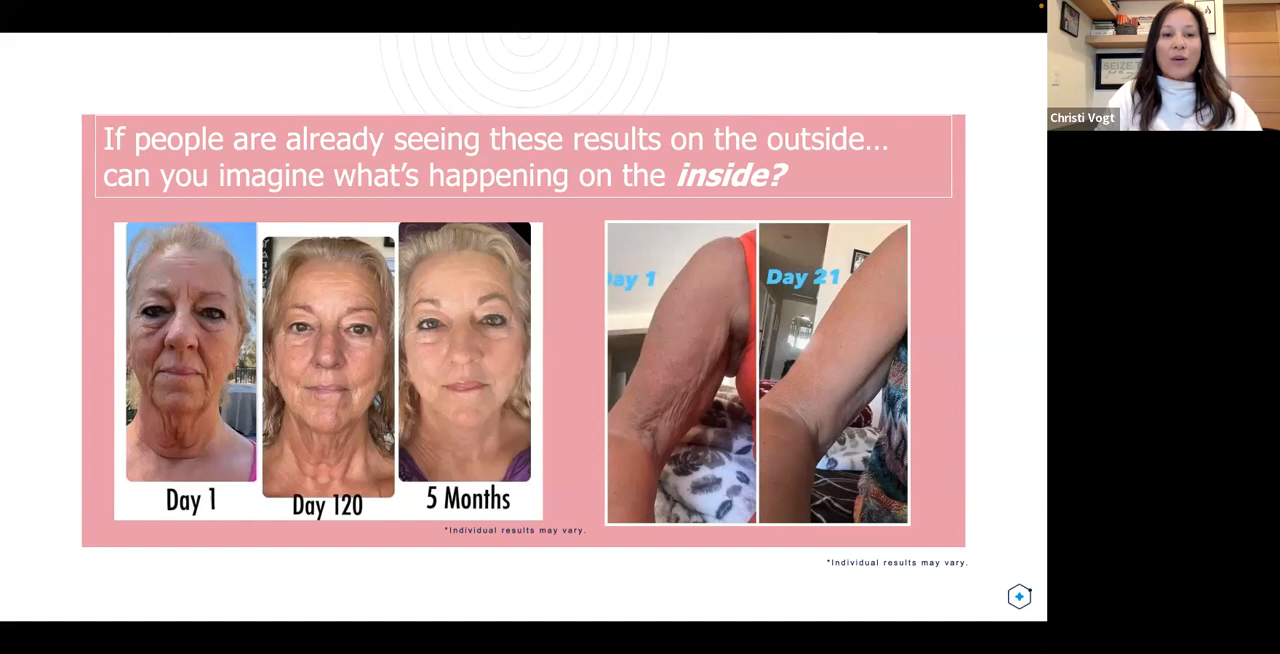 If people are already seeing these results on the outside...
can you imagine what's happening on the inside?
Day 1
Day 120
5 Months
ay 1
Day 21
*Individual results may vary.
*Individual results may vary.
Christi Vogt